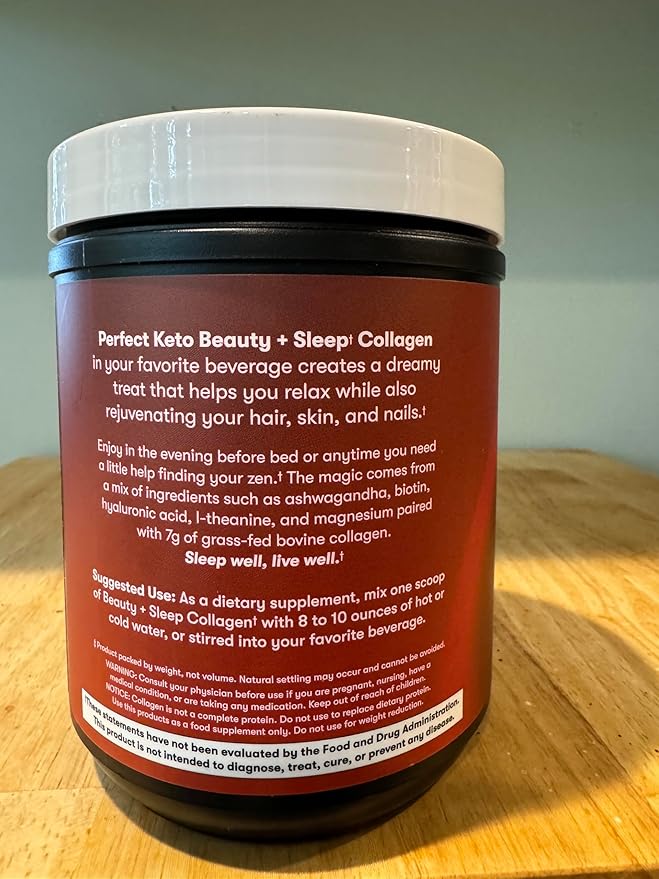 Perfect Keto Beauty + Sleep† Collagen
in your favorite beverage creates a dreamy
treat that helps you relax while also
rejuvenating your hair, skin, and nails.†
Enjoy in the evening before bed or anytime you need
a little help finding your zen.† The magic comes from
a mix of ingredients such as ashwagandha, biotin,
hyaluronic acid, l-theanine, and magnesium paired
with 7g of grass-fed bovine collagen.
Sleep well, live well.†
Suggested Use: As a dietary supplement, mix one scoop
of Beauty + Sleep Collagen† with 8 to 10 ounces of hot or
cold water, or stirred into your favorite beverage.
‡Product packed by weight, not volume. Natural settling may occur and cannot be avoided.
WARNING: Consult your physician before use if you are pregnant, nursing, have a
medical condition, or are taking any medication. Keep out of reach of children.
NOTICE: Collagen is not a complete protein. Do not use to replace dietary protein.
Use this products as a food supplement only. Do not use for weight reduction.
†These statements have not been evaluated by the Food and Drug Administration.
This product is not intended to diagnose, treat, cure, or prevent any disease.